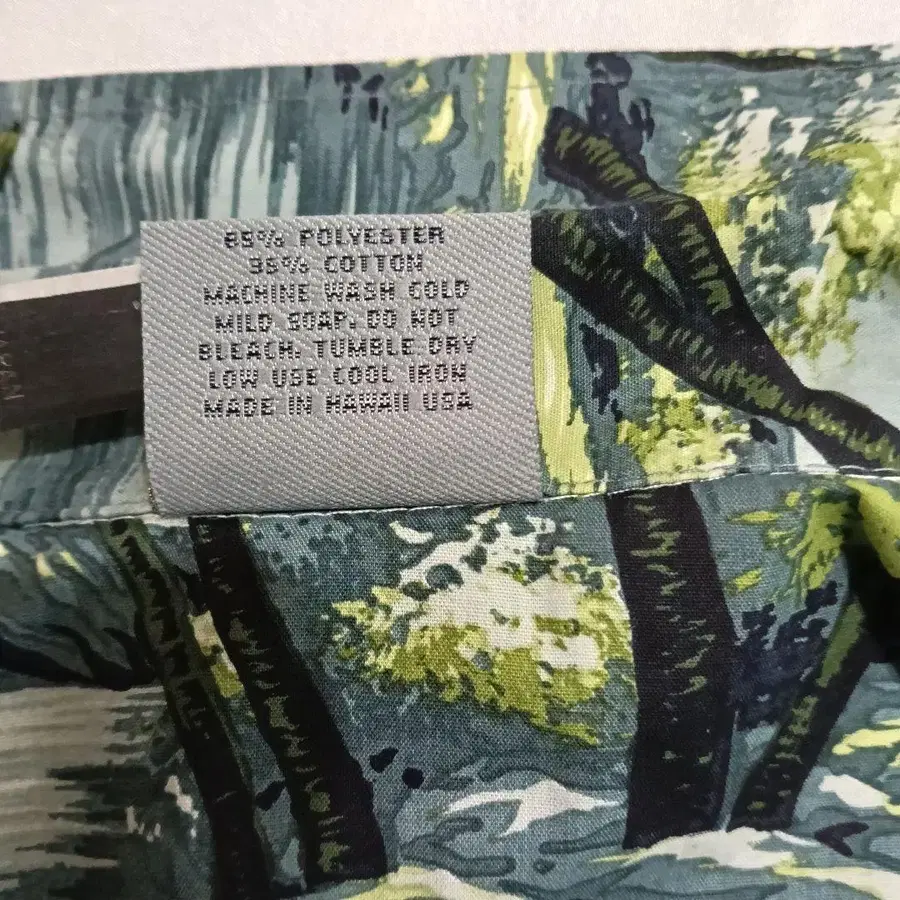 65% POLYESTER
35% COTTON
MACHINE WASH COLD
MILD SOAP. DO NOT
BLEACH. TUMBLE DRY
LOW USE COOL IRON
MADE IN HAWAII USA